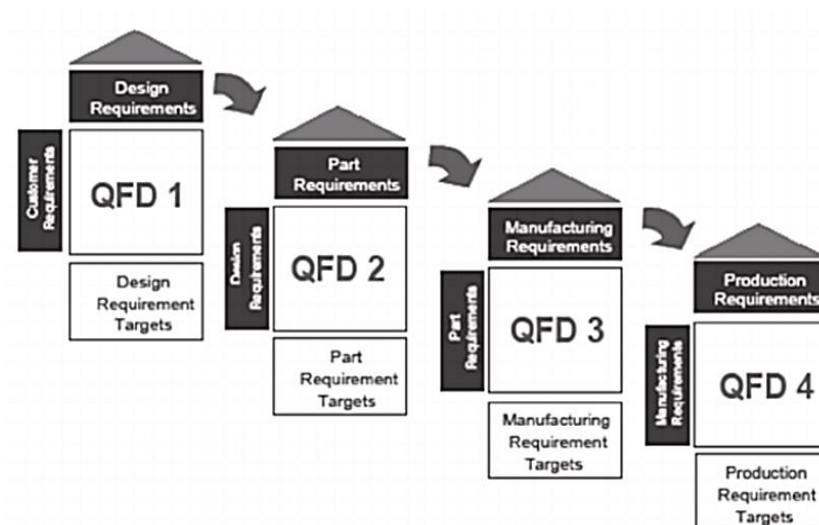 Design
Requirements
Customer
Requirements
QFD 1
Design
Requirement
Targets
Part
Requirements
Design
Requirements
QFD 2
Part
Requirement
Targets
Manufacturing
Requirements
Part
Requirements
QFD 3
Manufacturing
Requirement
Targets
Production
Requirements
Manufacturing
Requirements
QFD 4
Production
Requirement
Targets